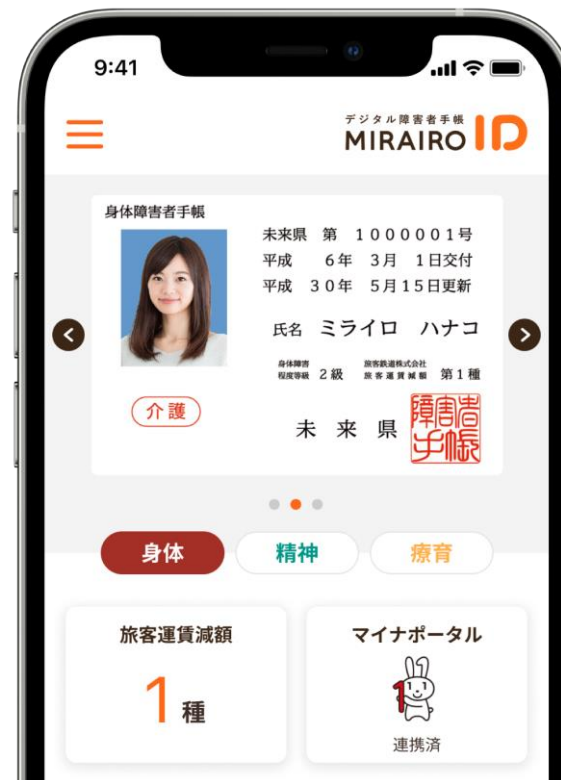 9:41
デジタル障害者手帳
MIRAIRO ID
身体障害者手帳
未来県 第 1000001号
平成 6年 3月 1日交付
平成 30年 5月15日更新
氏名 ミライロ ハナコ
身体障害
程度等級 2級
旅客鉄道株式会社
旅客運賃減額 第1種
介護
未来県
障害者
手帳
身体
精神
療育
旅客運賃減額
1種
マイナポータル
1
連携済